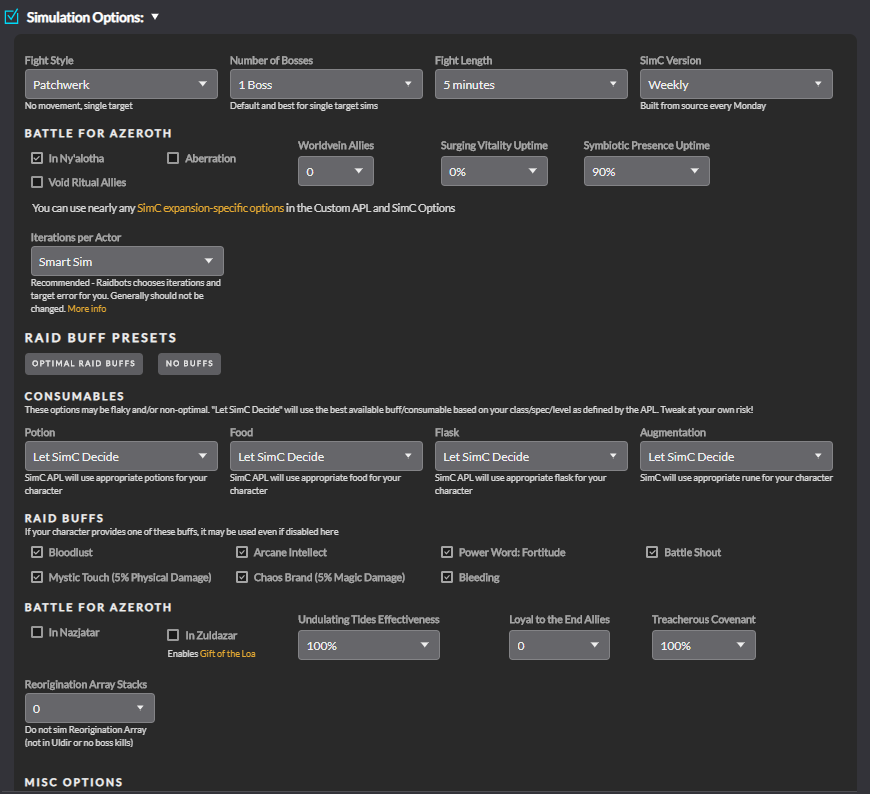 Simulation Options:
Fight Style
Number of Bosses
Fight Length
SimC Version
Patchwerk
1 Boss
5 minutes
Weekly
No movement, single target
Default and best for single target sims
Built from source every Monday
BATTLE FOR AZEROTH
In Ny'alotha
Aberration
Void Ritual Allies
Worldvein Allies
0
Surging Vitality Uptime
0%
Symbiotic Presence Uptime
90%
You can use nearly any SimC expansion-specific options in the Custom APL and SimC Options
Iterations per Actor
Smart Sim
Recommended - Raidbots chooses iterations and
target error for you. Generally should not be
changed. More info
RAID BUFF PRESETS
OPTIMAL RAID BUFFS
NO BUFFS
CONSUMABLES
These options may be flaky and/or non-optimal. "Let SimC Decide" will use the best available buff/consumable based on your class/spec/level as defined by the APL. Tweak at your own risk!
Potion
Food
Flask
Augmentation
Let SimC Decide
Let SimC Decide
Let SimC Decide
Let SimC Decide
SimC APL will use appropriate potions for your
character
SimC APL will use appropriate food for your
character
SimC APL will use appropriate flask for your
character
SimC will use appropriate rune for your character
RAID BUFFS
If your character provides one of these buffs, it may be used even if disabled here
Bloodlust
Arcane Intellect
Power Word: Fortitude
Battle Shout
Mystic Touch (5% Physical Damage)
Chaos Brand (5% Magic Damage)
Bleeding
BATTLE FOR AZEROTH
In Nazjatar
In Zuldazar
Enables Gift of the Loa
Undulating Tides Effectiveness
100%
Loyal to the End Allies
0
Treacherous Covenant
100%
Reorigination Array Stacks
0
Do not sim Reorigination Array
(not in Uldir or no boss kills)
MISC OPTIONS